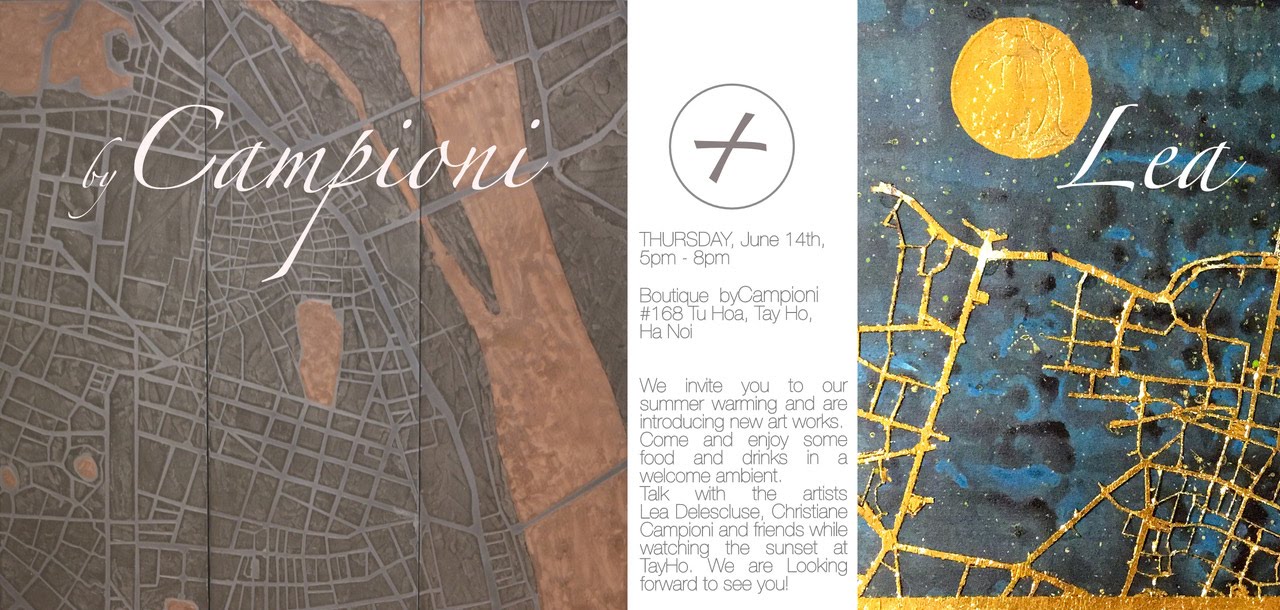 by Campioni
+
THURSDAY, June 14th,
5pm - 8pm
Boutique byCampioni
#168 Tu Hoa, Tay Ho,
Ha Noi
We invite you to our
summer warming and are
introducing new art works.
Come and enjoy some
food and drinks in a
welcome ambient.
Talk with the artists
Lea Delescluse, Christiane
Campioni and friends while
watching the sunset at
TayHo. We are Looking
forward to see you!
Lea